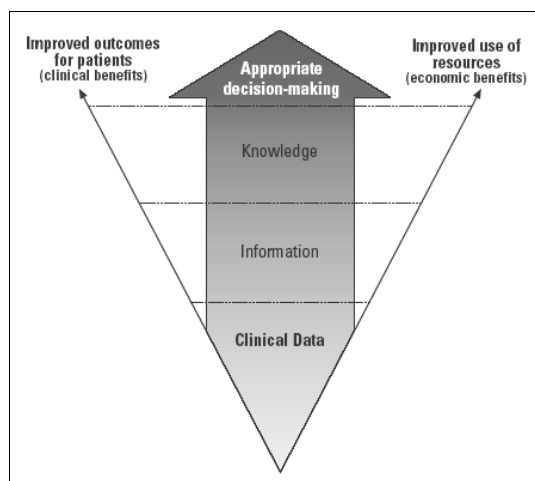 Improved outcomes
for patients
(clinical benefits)
Improved use of
resources
(economic benefits)
Appropriate
decision-making
Knowledge
Information
Clinical Data